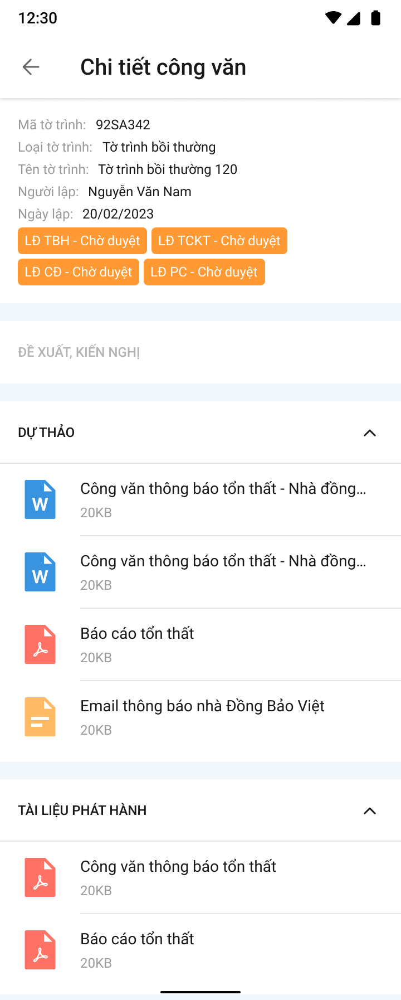 12:30
Chi tiết công văn
Mã tờ trình: 92SA342
Loại tờ trình: Tờ trình bồi thường
Tên tờ trình: Tờ trình bồi thường 120
Người lập: Nguyễn Văn Nam
Ngày lập: 20/02/2023
LĐ TBH - Chờ duyệt LĐ TCKT - Chờ duyệt
LĐ CĐ - Chờ duyệt LĐ PC - Chờ duyệt
ĐỀ XUẤT, KIẾN NGHỊ
DỰ THẢO
W
Công văn thông báo tổn thất - Nhà đồng...
20KB
W
Công văn thông báo tổn thất - Nhà đồng...
20KB
Báo cáo tổn thất
20KB
Email thông báo nhà Đồng Bảo Việt
20KB
TÀI LIỆU PHÁT HÀNH
Công văn thông báo tổn thất
20KB
Báo cáo tổn thất
20KB